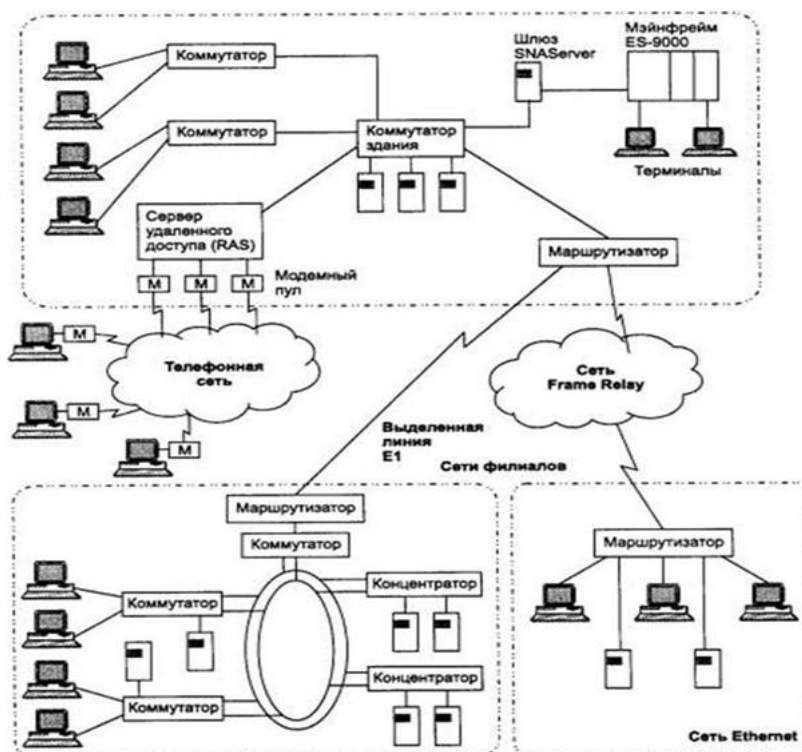 Шлюз
SNAServer
Мэйнфрейм
ES-9000
Коммутатор
Коммутатор
Коммутатор
здания
Терминалы
Сервер
удаленного
доступа (RAS)
М
М
М
Модемный
пул
Маршрутизатор
М
Телефонная
сеть
М
М
Сеть
Frame Relay
Выделенная
линия
E1
Сети филиалов
Маршрутизатор
Коммутатор
Коммутатор
Концентратор
Коммутатор
Концентратор
Маршрутизатор
Сеть Ethernet